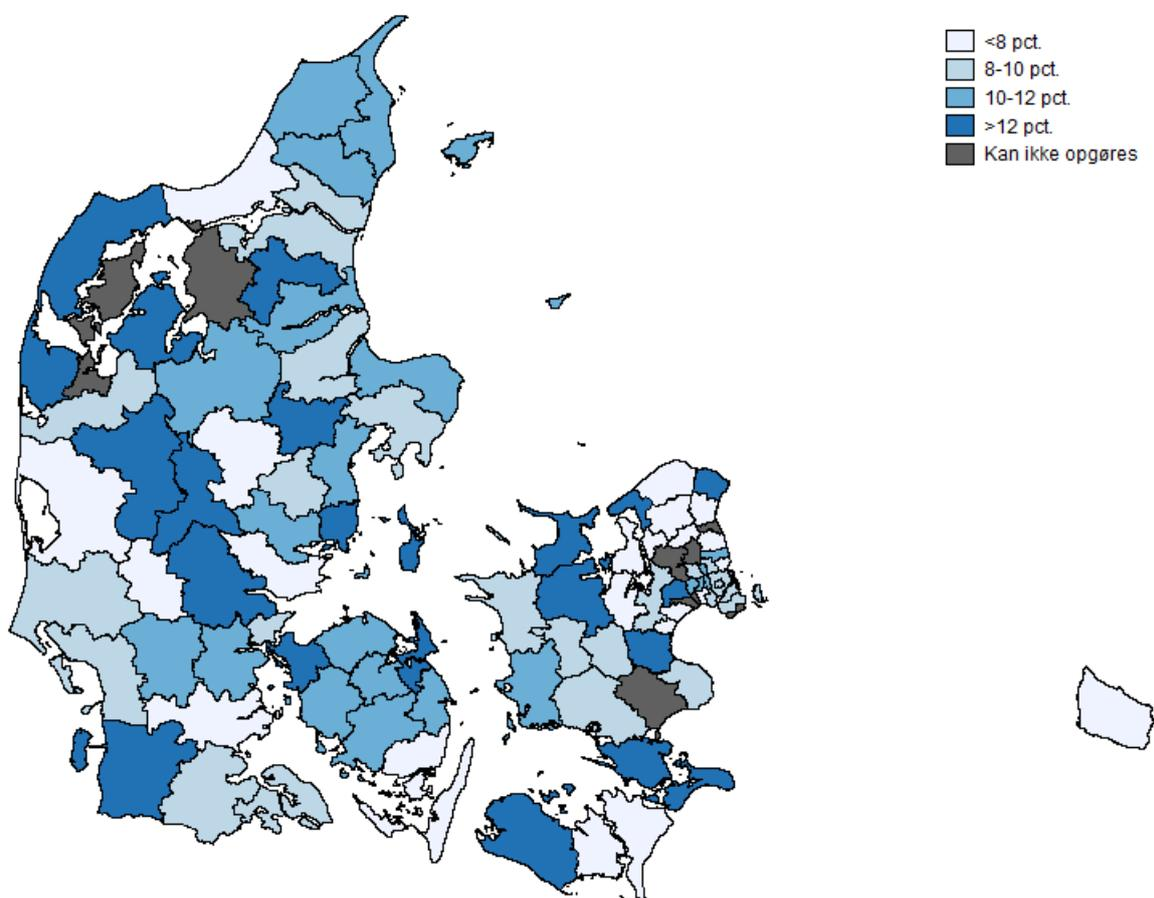 <8 pct.
8-10 pct.
10-12 pct.
>12 pct.
Kan ikke opgøres